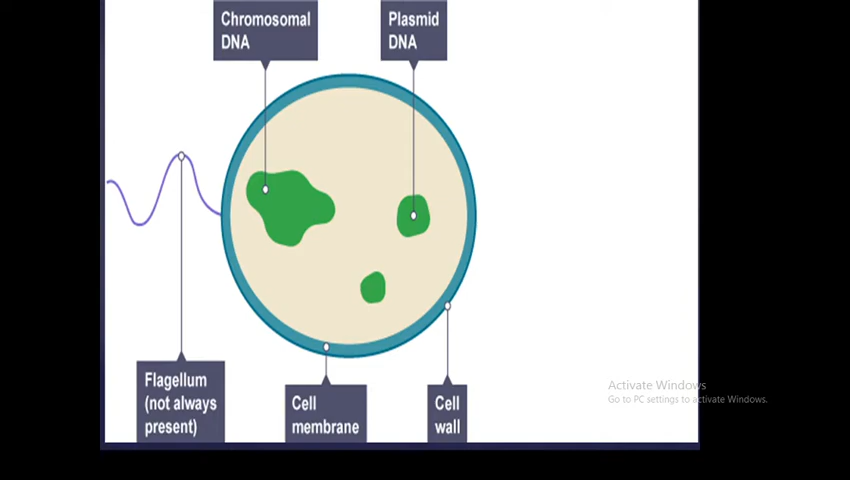 Chromosomal
DNA
Plasmid
DNA
Flagellum
(not always
present)
Cell
membrane
Cell
wall
Activate Windows
Go to PC settings to activate Windows.